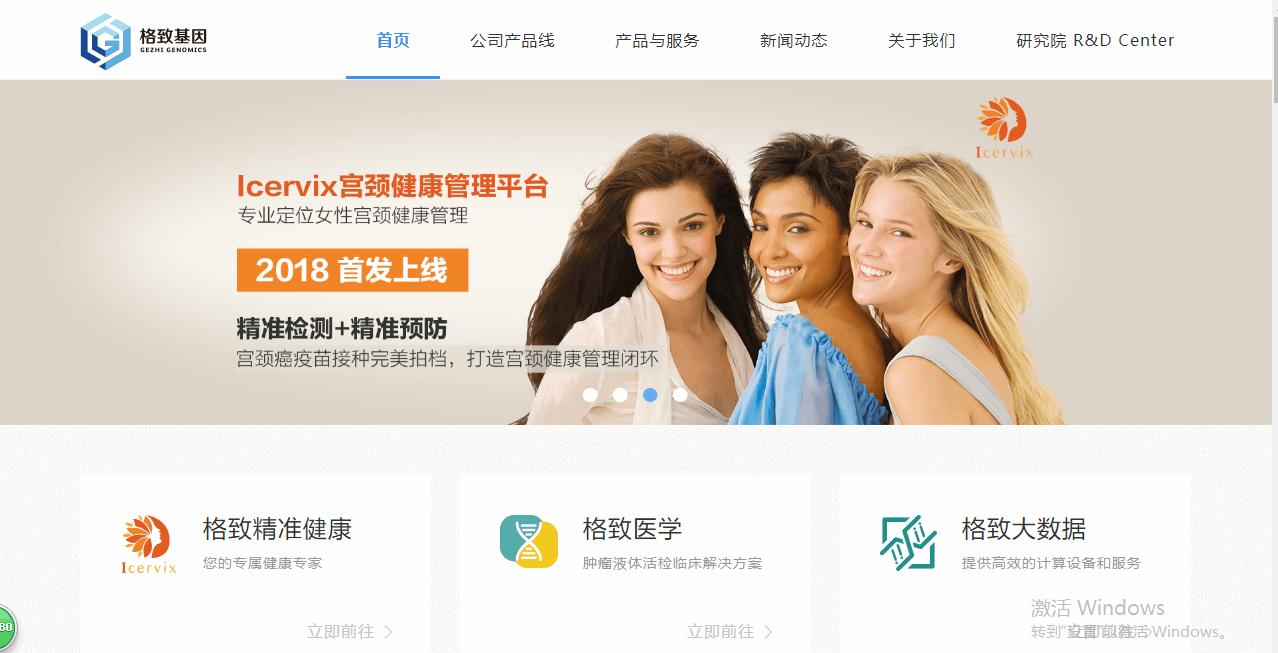 格致基因
GEZHI GENOMICS
首页 公司产品线 产品与服务 新闻动态 关于我们 研究院 R&D Center
Icervix
Icervix宫颈健康管理平台
专业定位女性宫颈健康管理
2018 首发上线
精准检测+精准预防
宫颈癌疫苗接种完美拍档，打造宫颈健康管理闭环
Icervix
格致精准健康
您的专属健康专家
立即前往
格致医学
肿瘤液体活检临床解决方案
立即前往
格致大数据
提供高效的计算设备和服务
立即前往
激活 Windows
转到"设置"以激活 Windows。